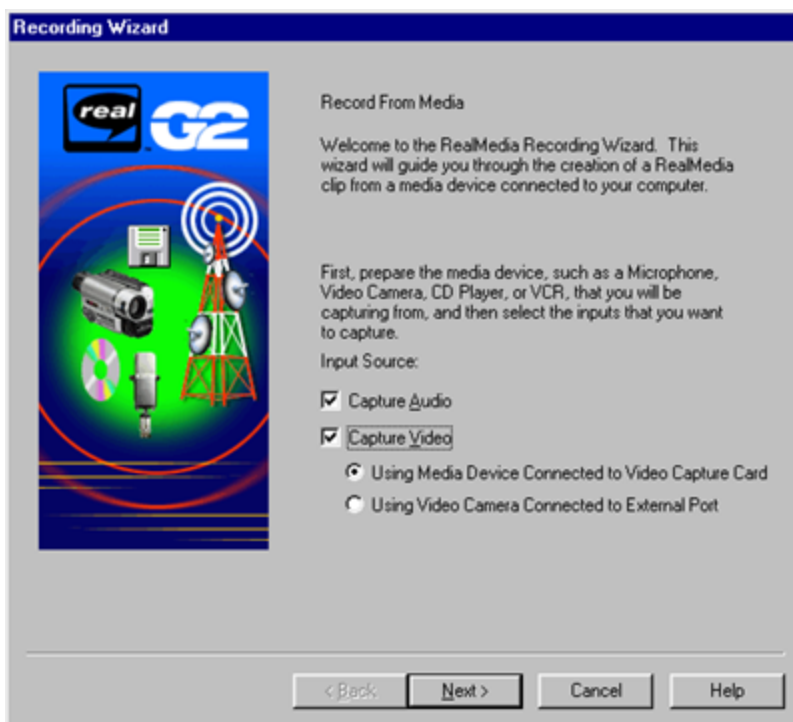 Recording Wizard
real
G2
Record From Media
Welcome to the RealMedia Recording Wizard. This
wizard will guide you through the creation of a RealMedia
clip from a media device connected to your computer.
First, prepare the media device, such as a Microphone,
Video Camera, CD Player, or VCR, that you will be
capturing from, and then select the inputs that you want
to capture.
Input Source:
Capture Audio
Capture Video
Using Media Device Connected to Video Capture Card
Using Video Camera Connected to External Port
< Back
Next >
Cancel
Help